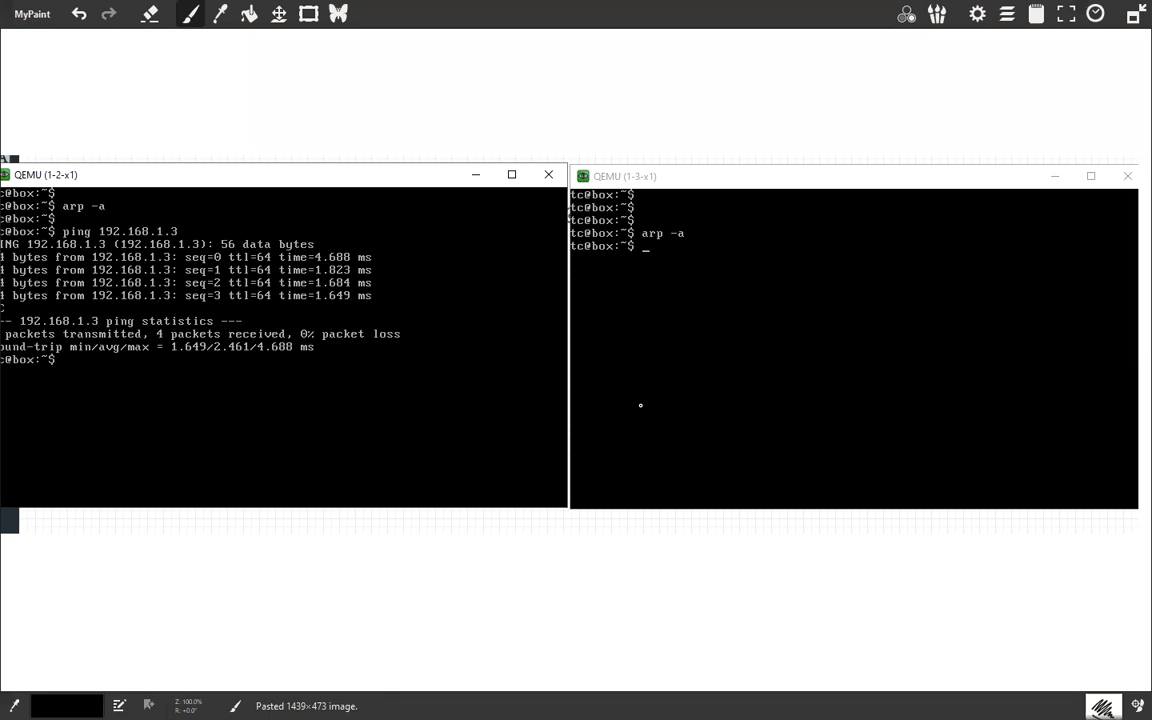 MyPaint
QEMU (1-2-x1)
c@box:~$
c@box:~$ arp -a
c@box:~$
c@box:~$ ping 192.168.1.3
ING 192.168.1.3 (192.168.1.3): 56 data bytes
4 bytes from 192.168.1.3: seq=0 ttl=64 time=4.688 ms
4 bytes from 192.168.1.3: seq=1 ttl=64 time=1.823 ms
4 bytes from 192.168.1.3: seq=2 ttl=64 time=1.684 ms
4 bytes from 192.168.1.3: seq=3 ttl=64 time=1.649 ms
C
-- 192.168.1.3 ping statistics ---
packets transmitted, 4 packets received, 0% packet loss
ound-trip min/avg/max = 1.649/2.461/4.688 ms
c@box:~$
QEMU (1-3-x1)
tc@box:~$
tc@box:~$
tc@box:~$
tc@box:~$ arp -a
tc@box:~$ _
Z: 100.0%
R: +0.0°
Pasted 1439×473 image.